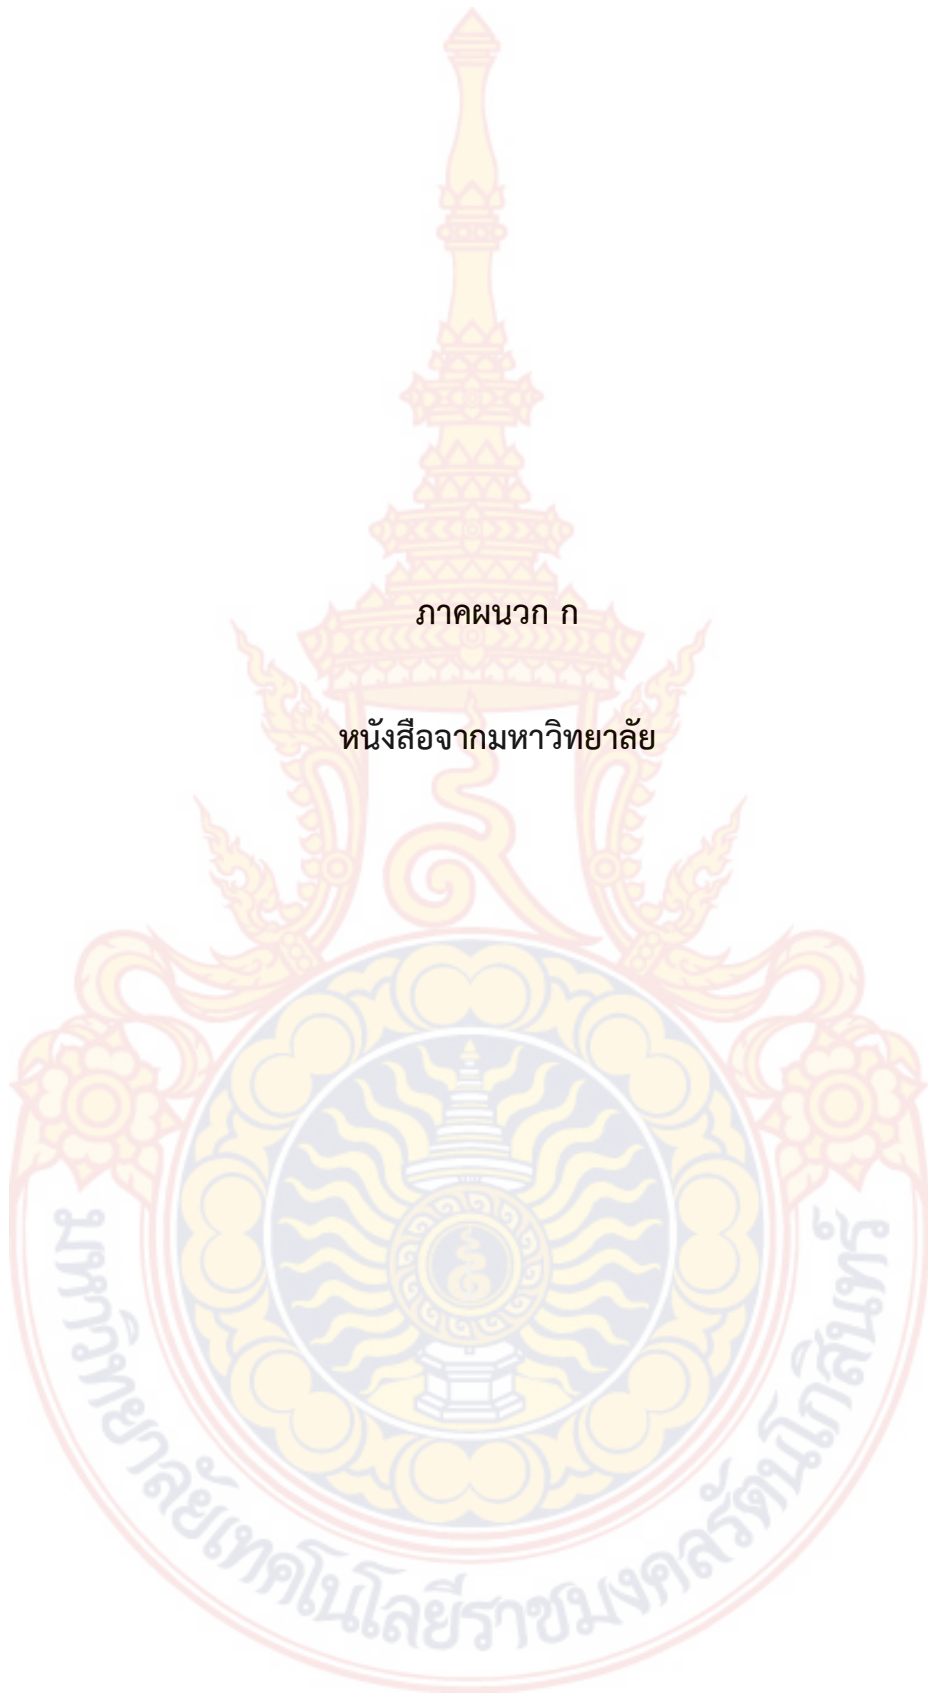 ภาคผนวก ก
หนังสือจากมหาวิทยาลัย
มหาวิทยาลัยเทคโนโลยีราชมงคลรัตนโกสินทร์